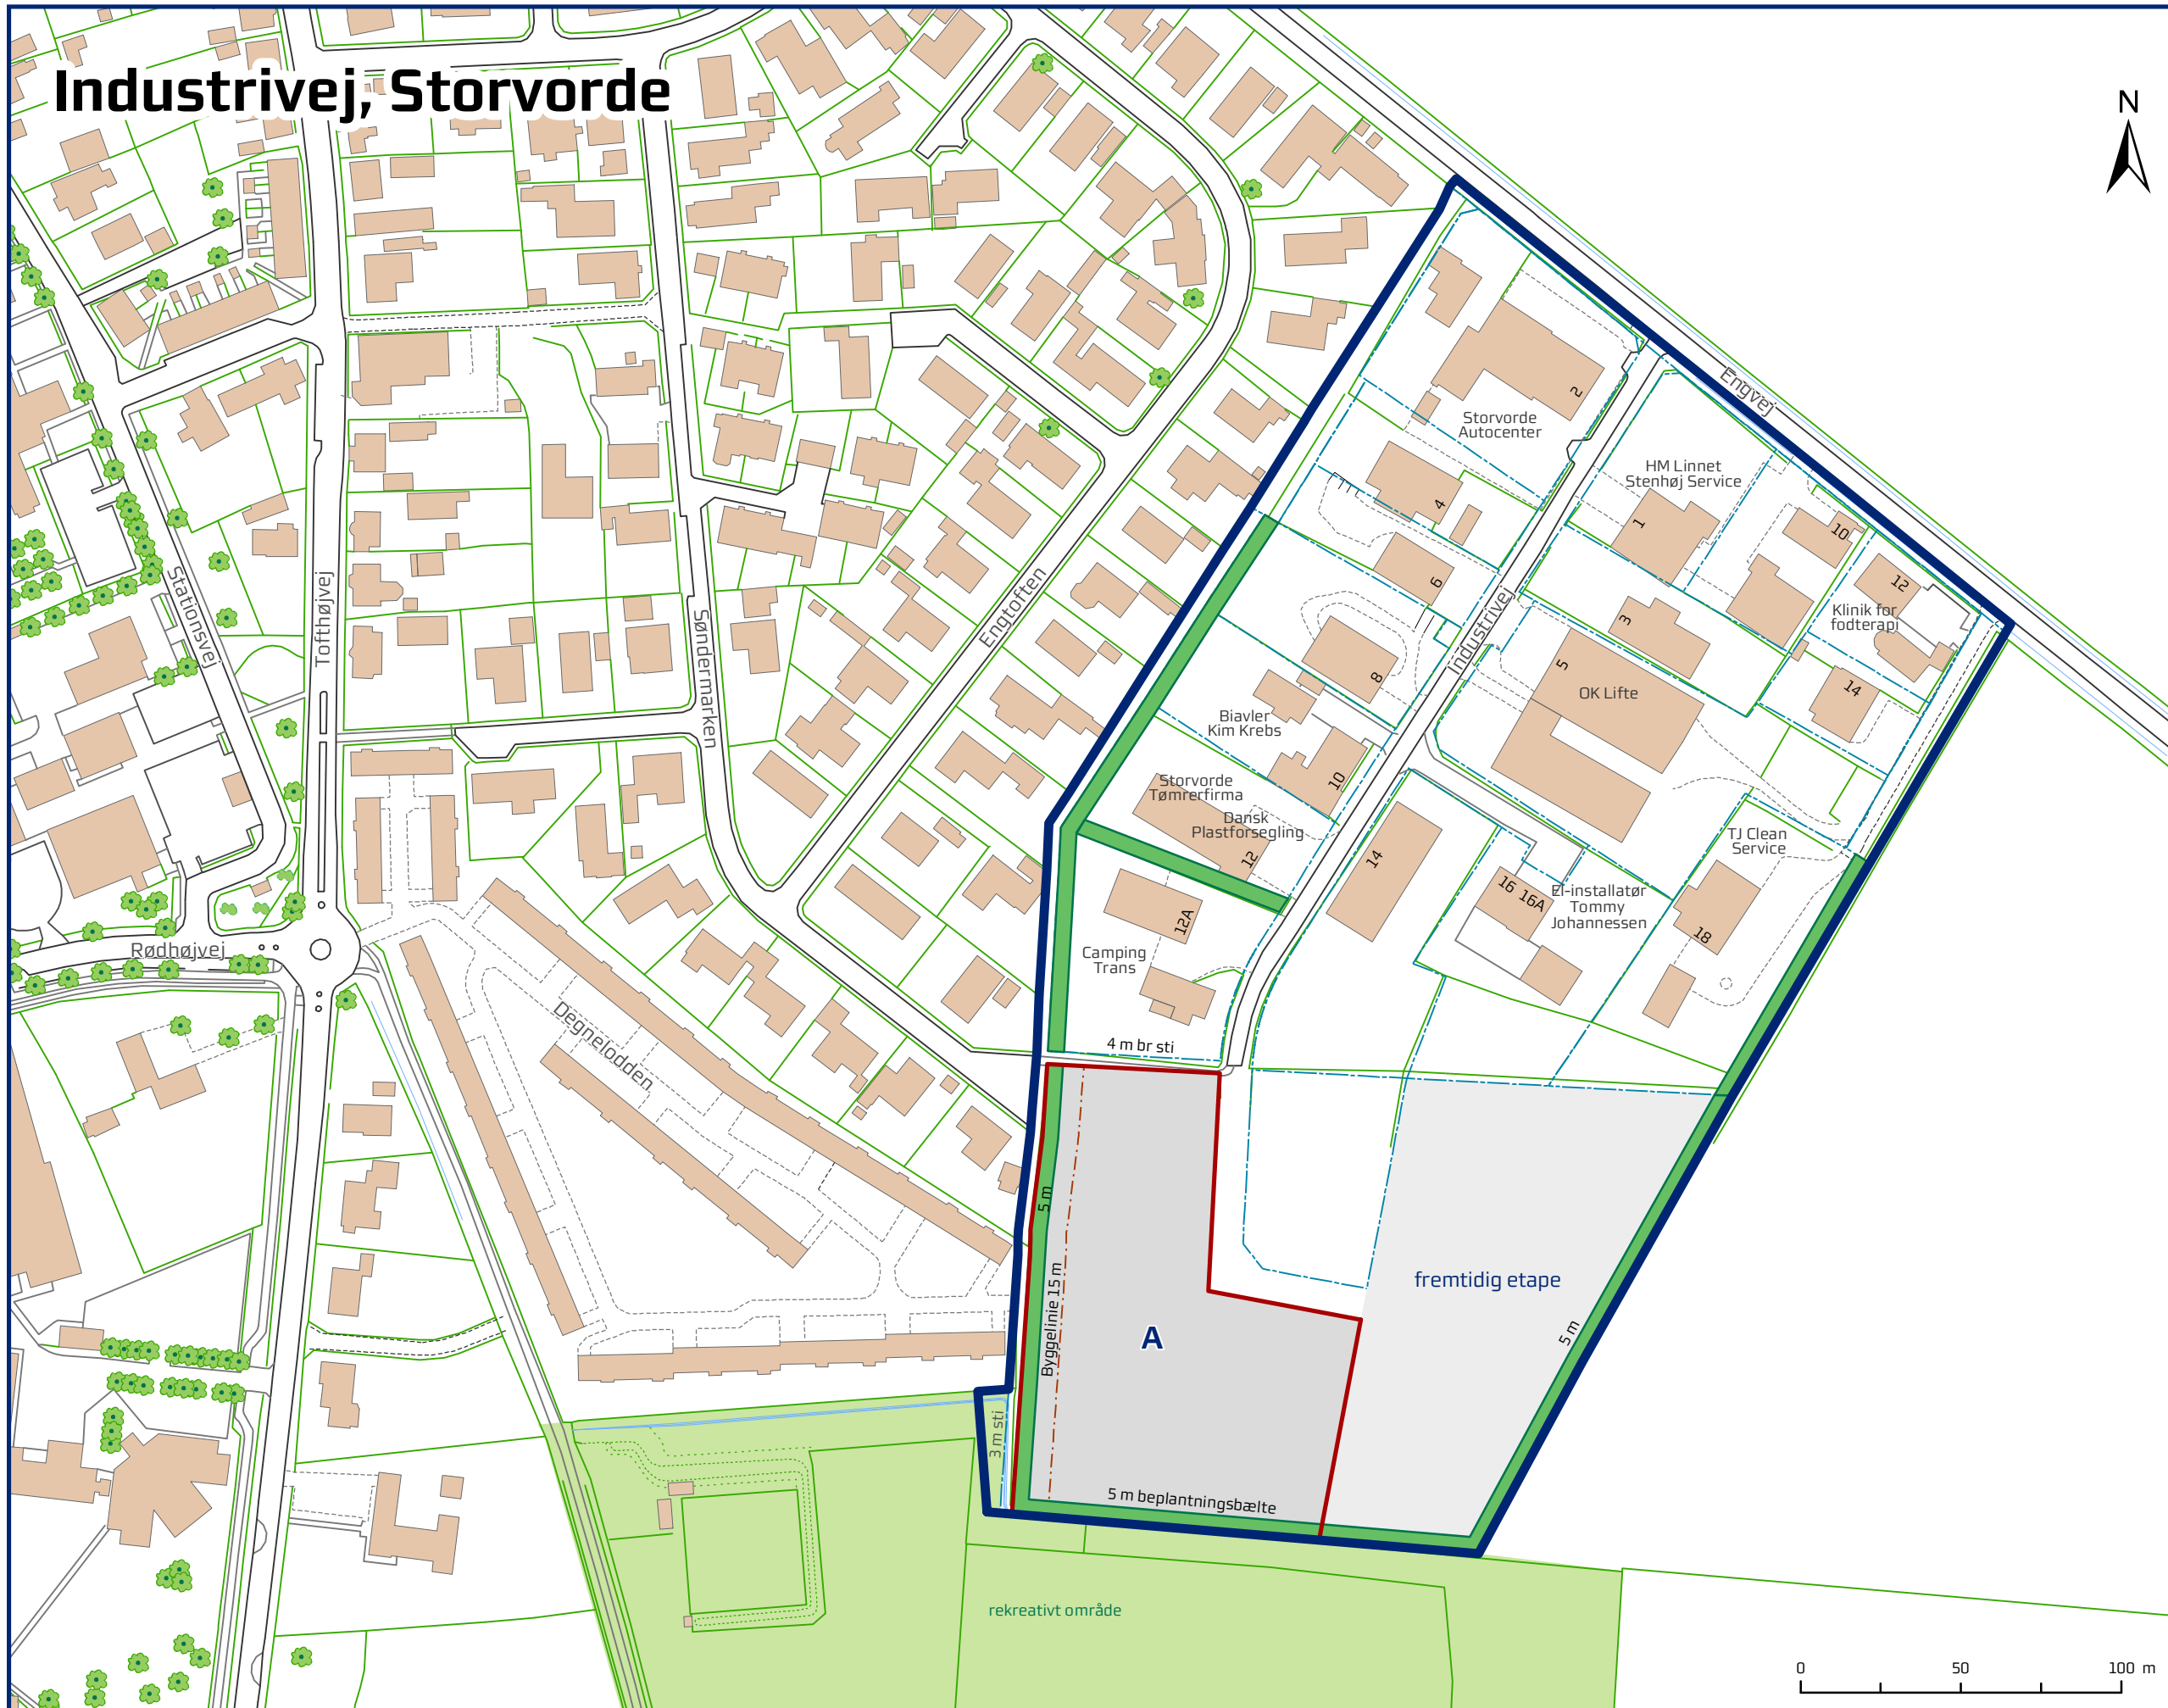 Industrivej, Storvorde
N
Engvej
2
Storvorde
Autocenter
HM Linnet
Stenhøj Service
1
10
4
12
6
Klinik for
fodterapi
3
Stationsvej
Tofthøjvej
Søndermarken
Engtoften
Industrivej
5
OK Lifte
8
14
Biavler
Kim Krebs
10
Storvorde
Tømrerfirma
Dansk
Plastforsegling
12
14
TJ Clean
Service
16 16A
El-installatør
Tommy
Johannessen
12A
18
Rødhøjvej
Camping
Trans
Degnelodden
4 m br sti
5 m
Byggelinie 15 m
fremtidig etape
A
5 m
3 m sti
5 m beplantningsbælte
rekreativt område
0 50 100 m